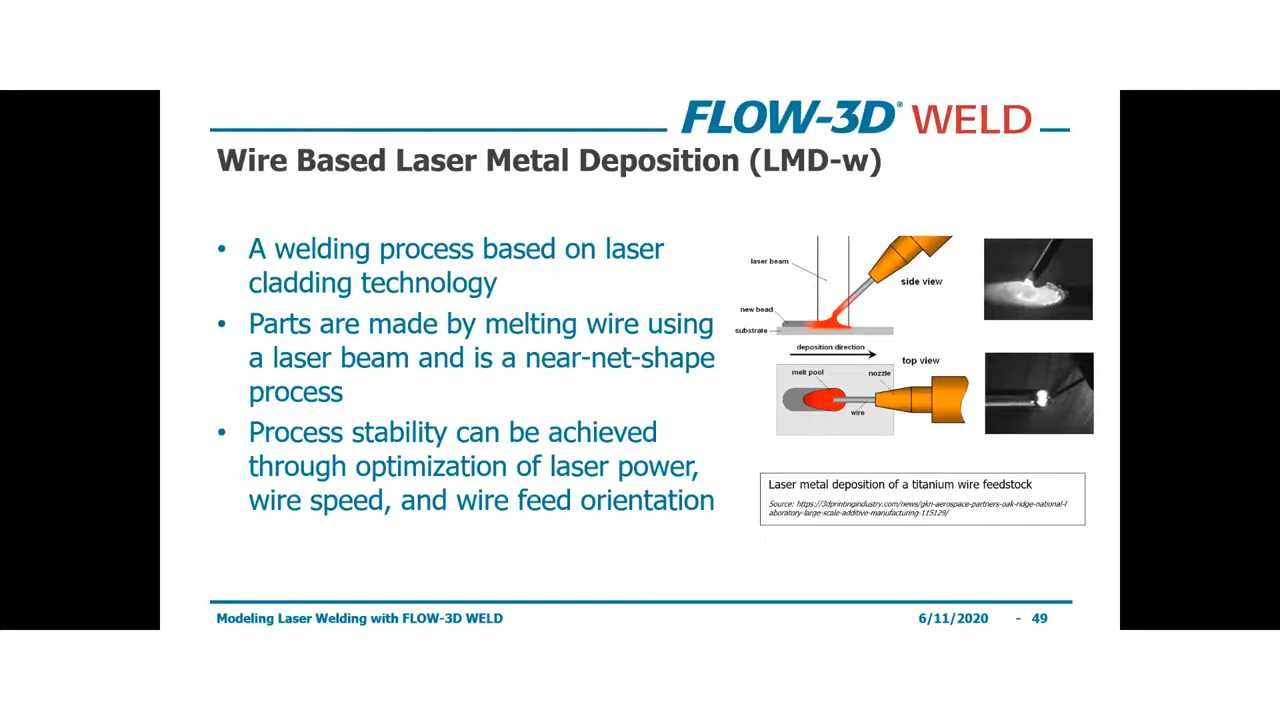 FLOW-3D® WELD
Wire Based Laser Metal Deposition (LMD-w)
• A welding process based on laser
cladding technology
• Parts are made by melting wire using
a laser beam and is a near-net-shape
process
• Process stability can be achieved
through optimization of laser power,
wire speed, and wire feed orientation
laser beam
side view
new bead
substrate
deposition direction
top view
melt pool
nozzle
wire
Laser metal deposition of a titanium wire feedstock
Source: https://3dprintingindustry.com/news/gkn-aerospace-partners-oak-ridge-national-l
aboratory-large-scale-additive-manufacturing-115129/
Modeling Laser Welding with FLOW-3D WELD
6/11/2020 - 49